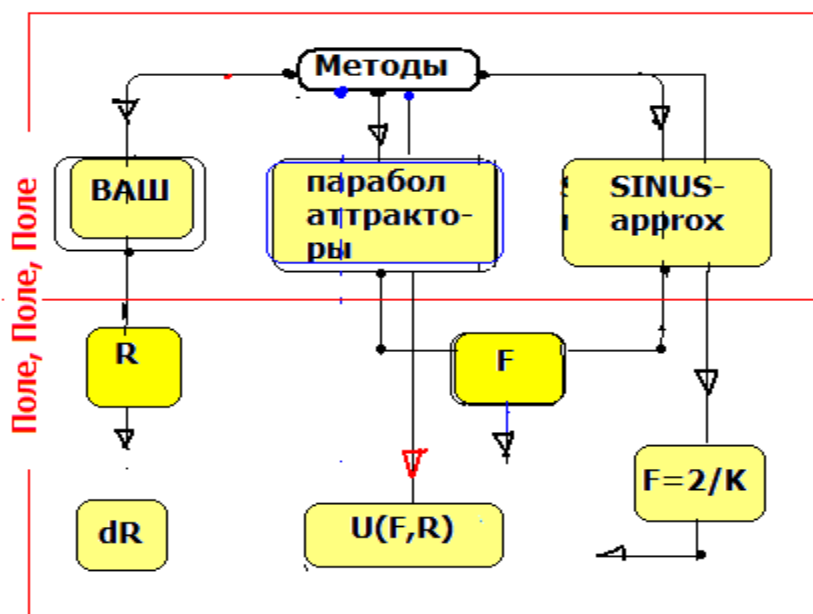 Методы
ВАШ
парабол
аттракто-
ры
SINUS-
approx
Поле, Поле, Поле
R
F
F=2/K
dR
U(F,R)